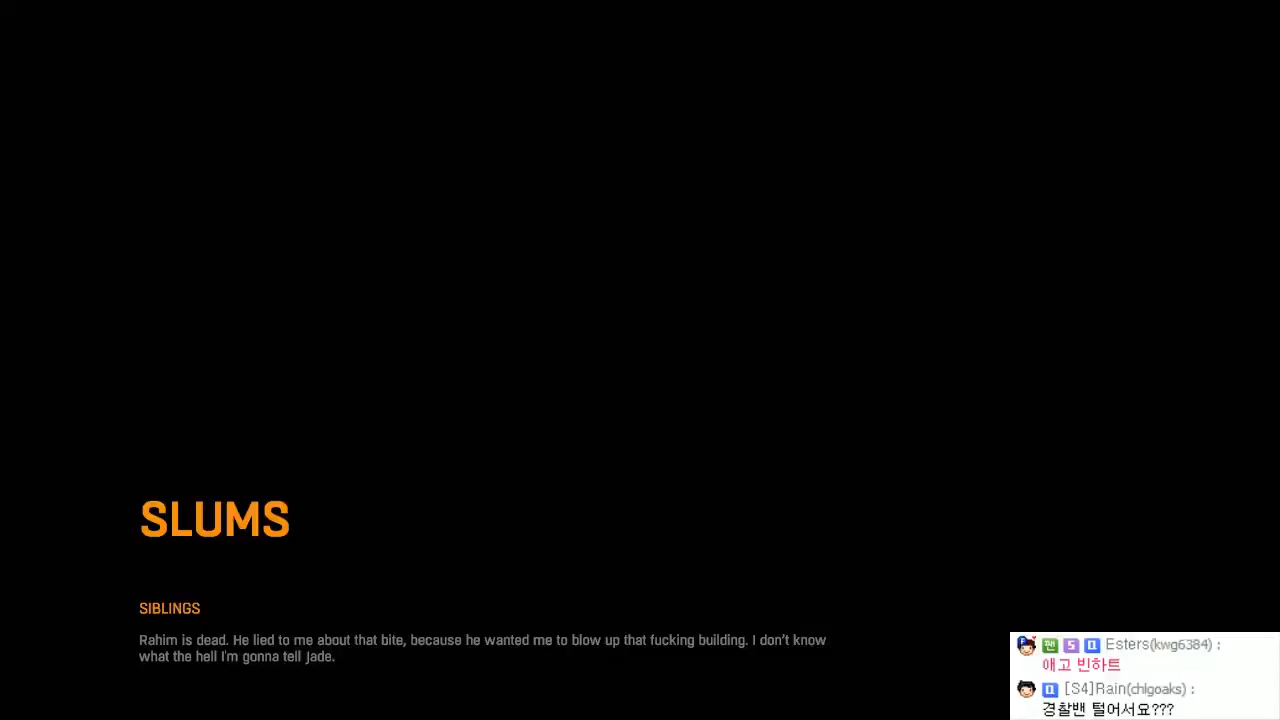 SLUMS
SIBLINGS
Rahim is dead. He lied to me about that bite, because he wanted me to blow up that fucking building. I don't know
what the hell I'm gonna tell Jade.
팬 5 Esters(kwg6384) :
애고 빈하트
[S4]Rain(chlgoaks) :
경찰밴 털어서요???